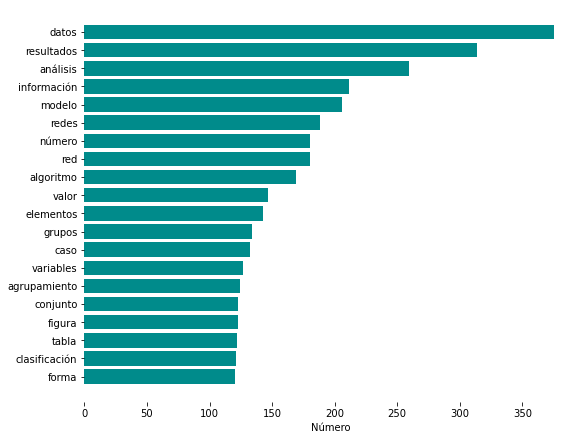 datos
resultados
análisis
información
modelo
redes
número
red
algoritmo
valor
elementos
grupos
caso
variables
agrupamiento
conjunto
figura
tabla
clasificación
forma
0 50 100 150 200 250 300 350
Número